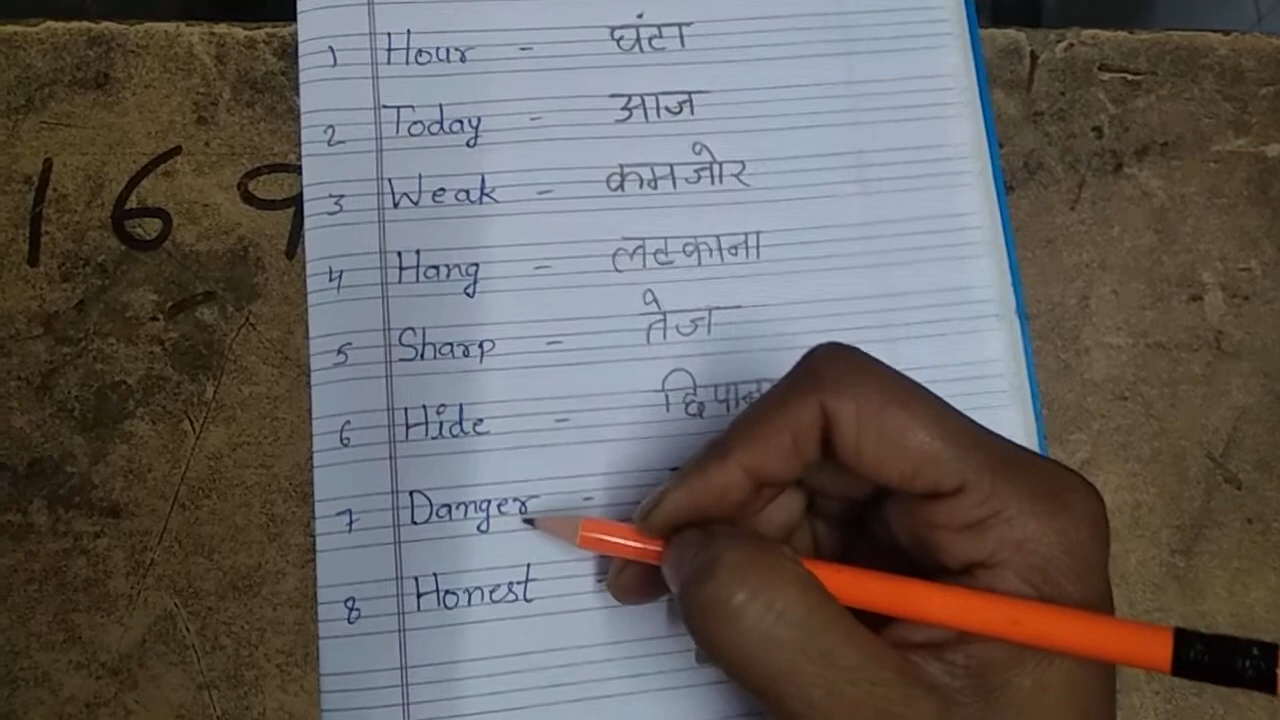 169
1 Hour - घंटा
2 Today - आज
3 Weak - कमजोर
4 Hang - लटकाना
5 Sharp - तेज
6 Hide -
7 Danger -
8 Honest